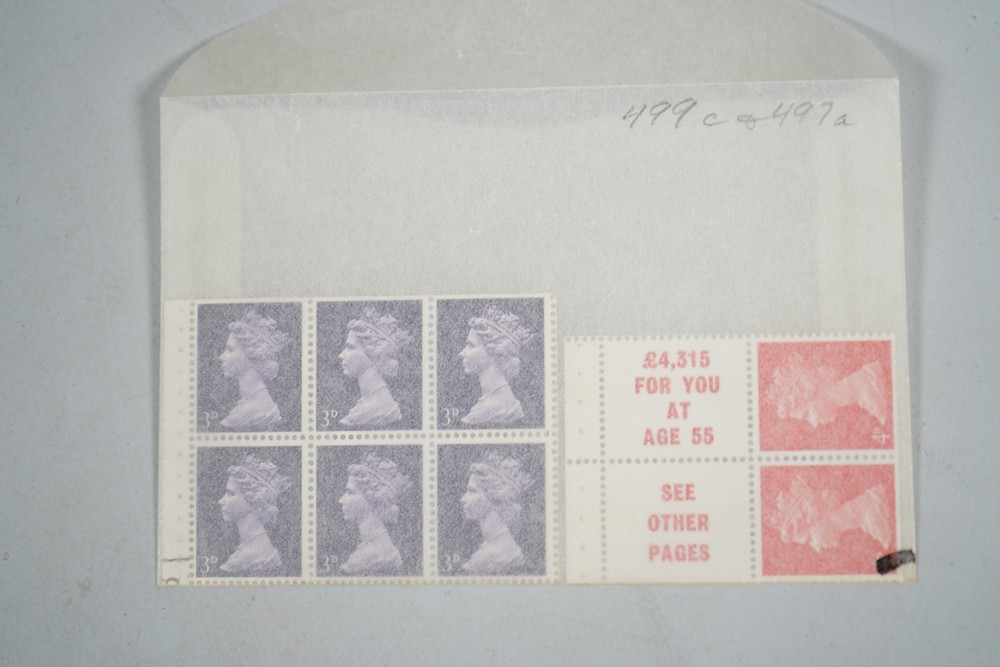 499c & 497a
3D 3D 3D
3D 3D 3D
£4,315
FOR YOU
AT
AGE 55
SEE
OTHER
PAGES